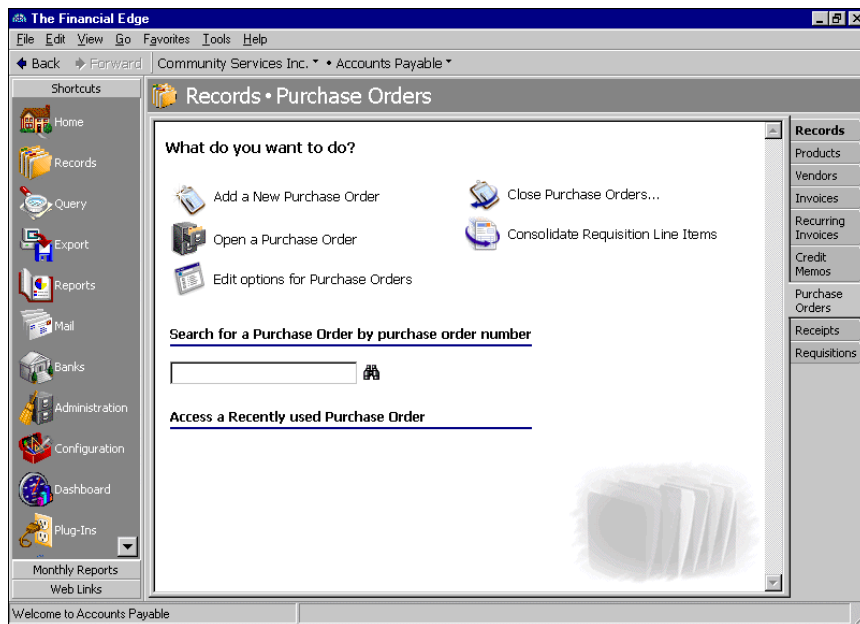 The Financial Edge
File Edit View Go Favorites Tools Help
Back Forward Community Services Inc. • Accounts Payable
Shortcuts
Home
Records
Query
Export
Reports
Mail
Banks
Administration
Configuration
Dashboard
Plug-Ins
Monthly Reports
Web Links
Records • Purchase Orders
What do you want to do?
Add a New Purchase Order
Open a Purchase Order
Edit options for Purchase Orders
Close Purchase Orders...
Consolidate Requisition Line Items
Search for a Purchase Order by purchase order number
Access a Recently used Purchase Order
Records
Products
Vendors
Invoices
Recurring
Invoices
Credit
Memos
Purchase
Orders
Receipts
Requisitions
Welcome to Accounts Payable